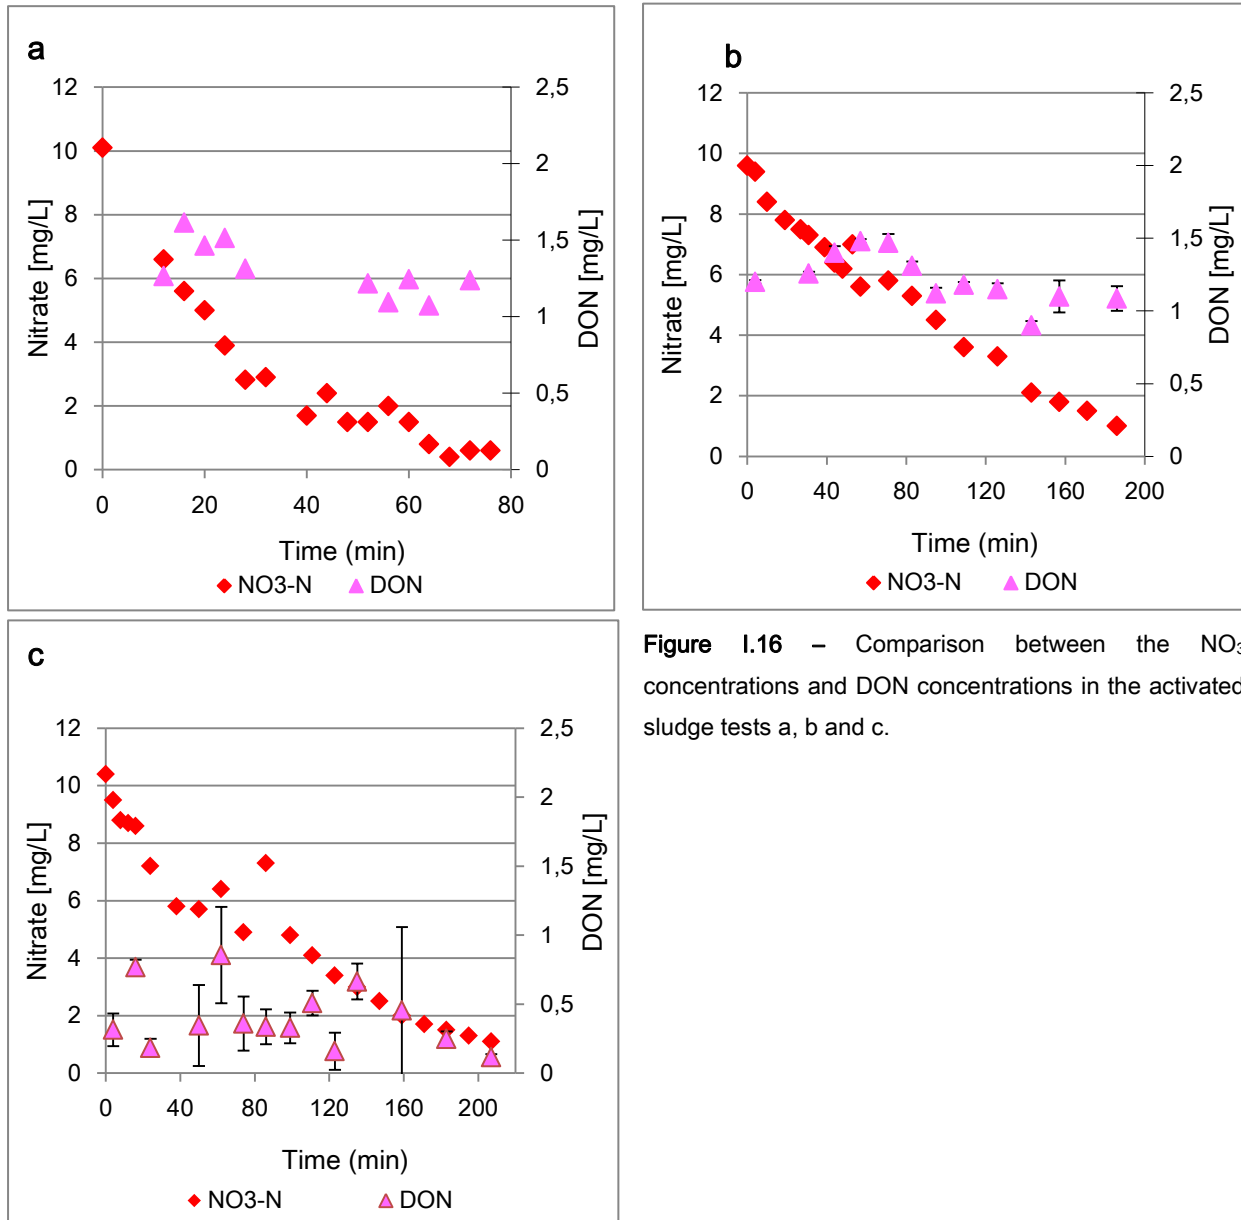 a
12
10
8
6
4
2
0
Nitrate [mg/L]
2,5
2
1,5
1
0,5
0
DON [mg/L]
0 20 40 60 80
Time (min)
NO3-N DON
b
12
10
8
6
4
2
0
Nitrate [mg/L]
2,5
2
1,5
1
0,5
0
DON [mg/L]
0 40 80 120 160 200
Time (min)
NO3-N DON
c
12
10
8
6
4
2
0
Nitrate [mg/L]
2,5
2
1,5
1
0,5
0
DON [mg/L]
0 40 80 120 160 200
Time (min)
NO3-N DON
Figure I.16 – Comparison between the NO3
concentrations and DON concentrations in the activated
sludge tests a, b and c.